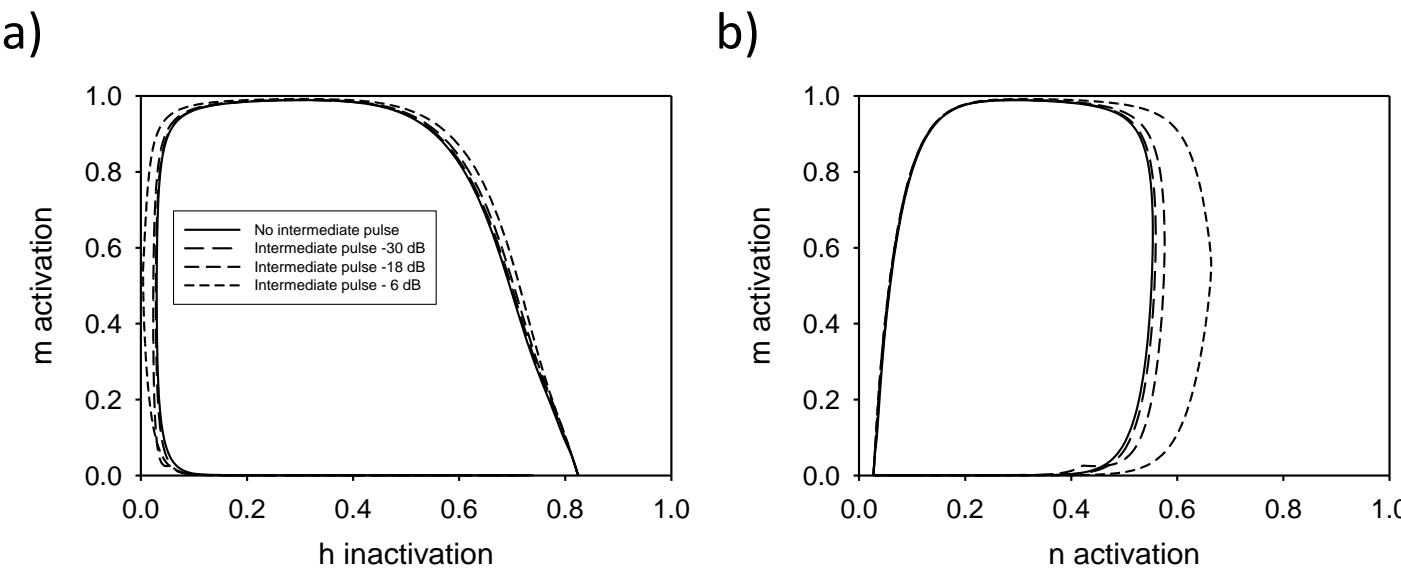 a)
b)
1.0
0.8
0.6
0.4
0.2
0.0
m activation
No intermediate pulse
Intermediate pulse -30 dB
Intermediate pulse -18 dB
Intermediate pulse - 6 dB
0.0 0.2 0.4 0.6 0.8 1.0
h inactivation
1.0
0.8
0.6
0.4
0.2
0.0
m activation
0.0 0.2 0.4 0.6 0.8 1.0
n activation